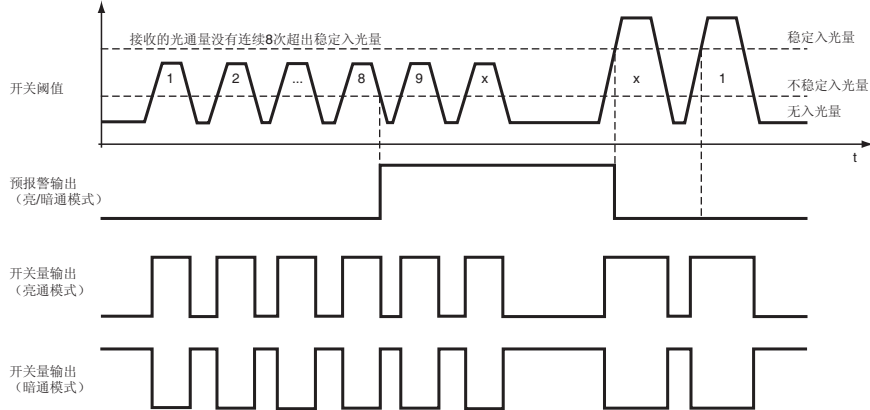 接收的光通量没有连续8次超出稳定入光量
稳定入光量
开关阈值
1 2 ... 8 9 x x 1
不稳定入光量
无入光量
t
预报警输出
（亮/暗通模式）
开关量输出
（亮通模式）
开关量输出
（暗通模式）